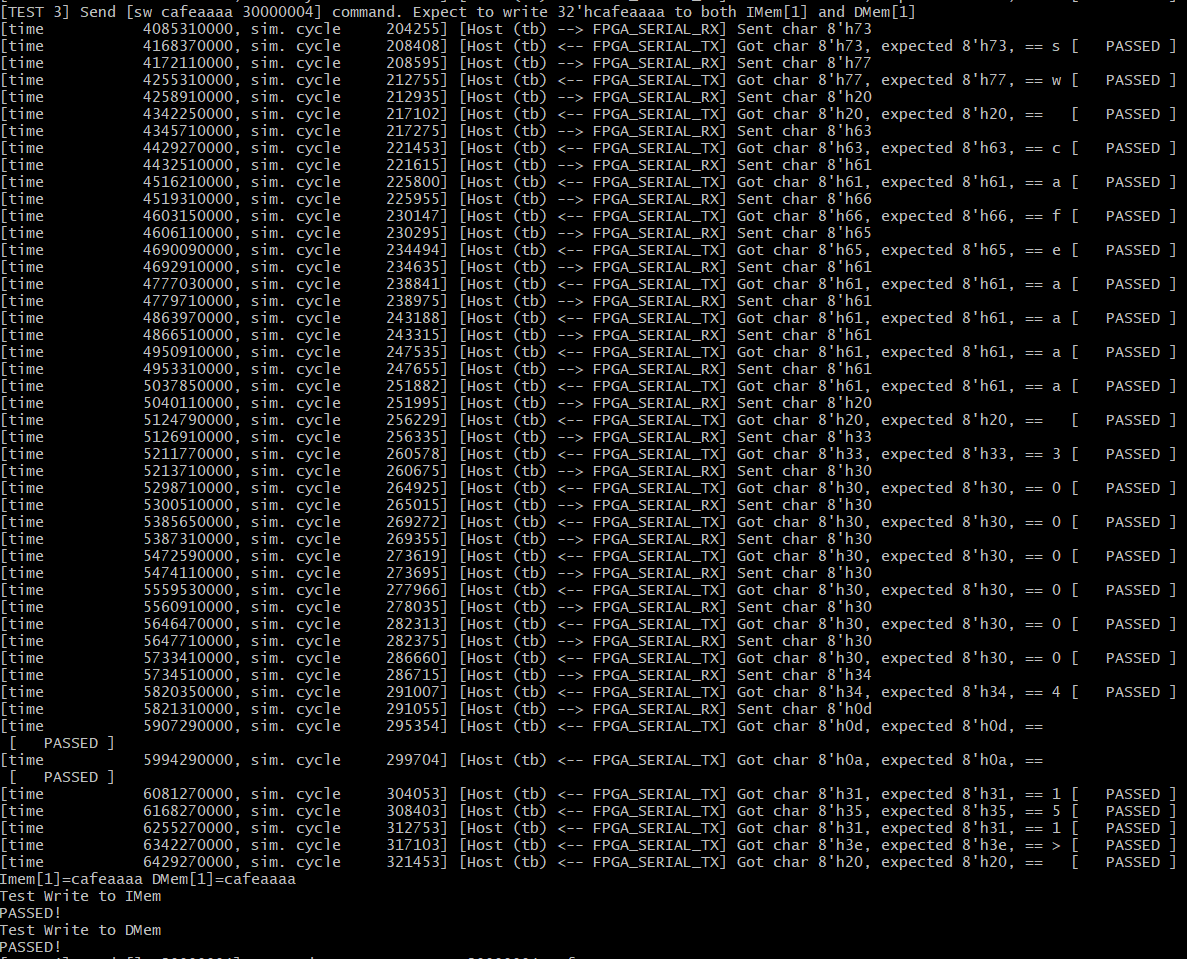 [TEST 3] Send [sw cafeaaaa 30000004] command. Expect to write 32'hcafeaaaa to both IMem[1] and DMem[1]
[time           4085310000, sim. cycle     204255] [Host (tb) --> FPGA_SERIAL_RX] Sent char 8'h73
[time           4168370000, sim. cycle     208408] [Host (tb) <-- FPGA_SERIAL_TX] Got char 8'h73, expected 8'h73, == s [   PASSED ]
[time           4172110000, sim. cycle     208595] [Host (tb) --> FPGA_SERIAL_RX] Sent char 8'h77
[time           4255310000, sim. cycle     212755] [Host (tb) <-- FPGA_SERIAL_TX] Got char 8'h77, expected 8'h77, == w [   PASSED ]
[time           4258910000, sim. cycle     212935] [Host (tb) --> FPGA_SERIAL_RX] Sent char 8'h20
[time           4342250000, sim. cycle     217102] [Host (tb) <-- FPGA_SERIAL_TX] Got char 8'h20, expected 8'h20, ==   [   PASSED ]
[time           4345710000, sim. cycle     217275] [Host (tb) --> FPGA_SERIAL_RX] Sent char 8'h63
[time           4429270000, sim. cycle     221453] [Host (tb) <-- FPGA_SERIAL_TX] Got char 8'h63, expected 8'h63, == c [   PASSED ]
[time           4432510000, sim. cycle     221615] [Host (tb) --> FPGA_SERIAL_RX] Sent char 8'h61
[time           4516210000, sim. cycle     225800] [Host (tb) <-- FPGA_SERIAL_TX] Got char 8'h61, expected 8'h61, == a [   PASSED ]
[time           4519310000, sim. cycle     225955] [Host (tb) --> FPGA_SERIAL_RX] Sent char 8'h66
[time           4603150000, sim. cycle     230147] [Host (tb) <-- FPGA_SERIAL_TX] Got char 8'h66, expected 8'h66, == f [   PASSED ]
[time           4606110000, sim. cycle     230295] [Host (tb) --> FPGA_SERIAL_RX] Sent char 8'h65
[time           4690090000, sim. cycle     234494] [Host (tb) <-- FPGA_SERIAL_TX] Got char 8'h65, expected 8'h65, == e [   PASSED ]
[time           4692910000, sim. cycle     234635] [Host (tb) --> FPGA_SERIAL_RX] Sent char 8'h61
[time           4777030000, sim. cycle     238841] [Host (tb) <-- FPGA_SERIAL_TX] Got char 8'h61, expected 8'h61, == a [   PASSED ]
[time           4779710000, sim. cycle     238975] [Host (tb) --> FPGA_SERIAL_RX] Sent char 8'h61
[time           4863970000, sim. cycle     243188] [Host (tb) <-- FPGA_SERIAL_TX] Got char 8'h61, expected 8'h61, == a [   PASSED ]
[time           4866510000, sim. cycle     243315] [Host (tb) --> FPGA_SERIAL_RX] Sent char 8'h61
[time           4950910000, sim. cycle     247535] [Host (tb) <-- FPGA_SERIAL_TX] Got char 8'h61, expected 8'h61, == a [   PASSED ]
[time           4953310000, sim. cycle     247655] [Host (tb) --> FPGA_SERIAL_RX] Sent char 8'h61
[time           5037850000, sim. cycle     251882] [Host (tb) <-- FPGA_SERIAL_TX] Got char 8'h61, expected 8'h61, == a [   PASSED ]
[time           5040110000, sim. cycle     251995] [Host (tb) --> FPGA_SERIAL_RX] Sent char 8'h20
[time           5124790000, sim. cycle     256229] [Host (tb) <-- FPGA_SERIAL_TX] Got char 8'h20, expected 8'h20, ==   [   PASSED ]
[time           5126910000, sim. cycle     256335] [Host (tb) --> FPGA_SERIAL_RX] Sent char 8'h33
[time           5211770000, sim. cycle     260578] [Host (tb) <-- FPGA_SERIAL_TX] Got char 8'h33, expected 8'h33, == 3 [   PASSED ]
[time           5213710000, sim. cycle     260675] [Host (tb) --> FPGA_SERIAL_RX] Sent char 8'h30
[time           5298710000, sim. cycle     264925] [Host (tb) <-- FPGA_SERIAL_TX] Got char 8'h30, expected 8'h30, == 0 [   PASSED ]
[time           5300510000, sim. cycle     265015] [Host (tb) --> FPGA_SERIAL_RX] Sent char 8'h30
[time           5385650000, sim. cycle     269272] [Host (tb) <-- FPGA_SERIAL_TX] Got char 8'h30, expected 8'h30, == 0 [   PASSED ]
[time           5387310000, sim. cycle     269355] [Host (tb) --> FPGA_SERIAL_RX] Sent char 8'h30
[time           5472590000, sim. cycle     273619] [Host (tb) <-- FPGA_SERIAL_TX] Got char 8'h30, expected 8'h30, == 0 [   PASSED ]
[time           5474110000, sim. cycle     273695] [Host (tb) --> FPGA_SERIAL_RX] Sent char 8'h30
[time           5559530000, sim. cycle     277966] [Host (tb) <-- FPGA_SERIAL_TX] Got char 8'h30, expected 8'h30, == 0 [   PASSED ]
[time           5560910000, sim. cycle     278035] [Host (tb) --> FPGA_SERIAL_RX] Sent char 8'h30
[time           5646470000, sim. cycle     282313] [Host (tb) <-- FPGA_SERIAL_TX] Got char 8'h30, expected 8'h30, == 0 [   PASSED ]
[time           5647710000, sim. cycle     282375] [Host (tb) --> FPGA_SERIAL_RX] Sent char 8'h30
[time           5733410000, sim. cycle     286660] [Host (tb) <-- FPGA_SERIAL_TX] Got char 8'h30, expected 8'h30, == 0 [   PASSED ]
[time           5734510000, sim. cycle     286715] [Host (tb) --> FPGA_SERIAL_RX] Sent char 8'h34
[time           5820350000, sim. cycle     291007] [Host (tb) <-- FPGA_SERIAL_TX] Got char 8'h34, expected 8'h34, == 4 [   PASSED ]
[time           5821310000, sim. cycle     291055] [Host (tb) --> FPGA_SERIAL_RX] Sent char 8'h0d
[time           5907290000, sim. cycle     295354] [Host (tb) <-- FPGA_SERIAL_TX] Got char 8'h0d, expected 8'h0d, ==
[   PASSED ]
[time           5994290000, sim. cycle     299704] [Host (tb) <-- FPGA_SERIAL_TX] Got char 8'h0a, expected 8'h0a, ==
[   PASSED ]
[time           6081270000, sim. cycle     304053] [Host (tb) <-- FPGA_SERIAL_TX] Got char 8'h31, expected 8'h31, == 1 [   PASSED ]
[time           6168270000, sim. cycle     308403] [Host (tb) <-- FPGA_SERIAL_TX] Got char 8'h35, expected 8'h35, == 5 [   PASSED ]
[time           6255270000, sim. cycle     312753] [Host (tb) <-- FPGA_SERIAL_TX] Got char 8'h31, expected 8'h31, == 1 [   PASSED ]
[time           6342270000, sim. cycle     317103] [Host (tb) <-- FPGA_SERIAL_TX] Got char 8'h3e, expected 8'h3e, == > [   PASSED ]
[time           6429270000, sim. cycle     321453] [Host (tb) <-- FPGA_SERIAL_TX] Got char 8'h20, expected 8'h20, ==   [   PASSED ]
Imem[1]=cafeaaaa DMem[1]=cafeaaaa
Test Write to IMem
PASSED!
Test Write to DMem
PASSED!